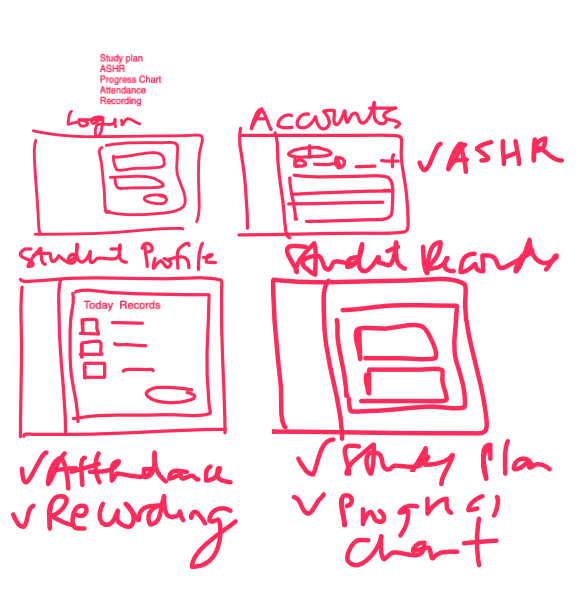 Study plan
ASHR
Progress Chart
Attendance
Recording
Login
Accounts
✓ASHR
Student Profile
Student Records
Today Records
✓Attendance
✓Recording
✓Study Plan
✓Progress
Chart